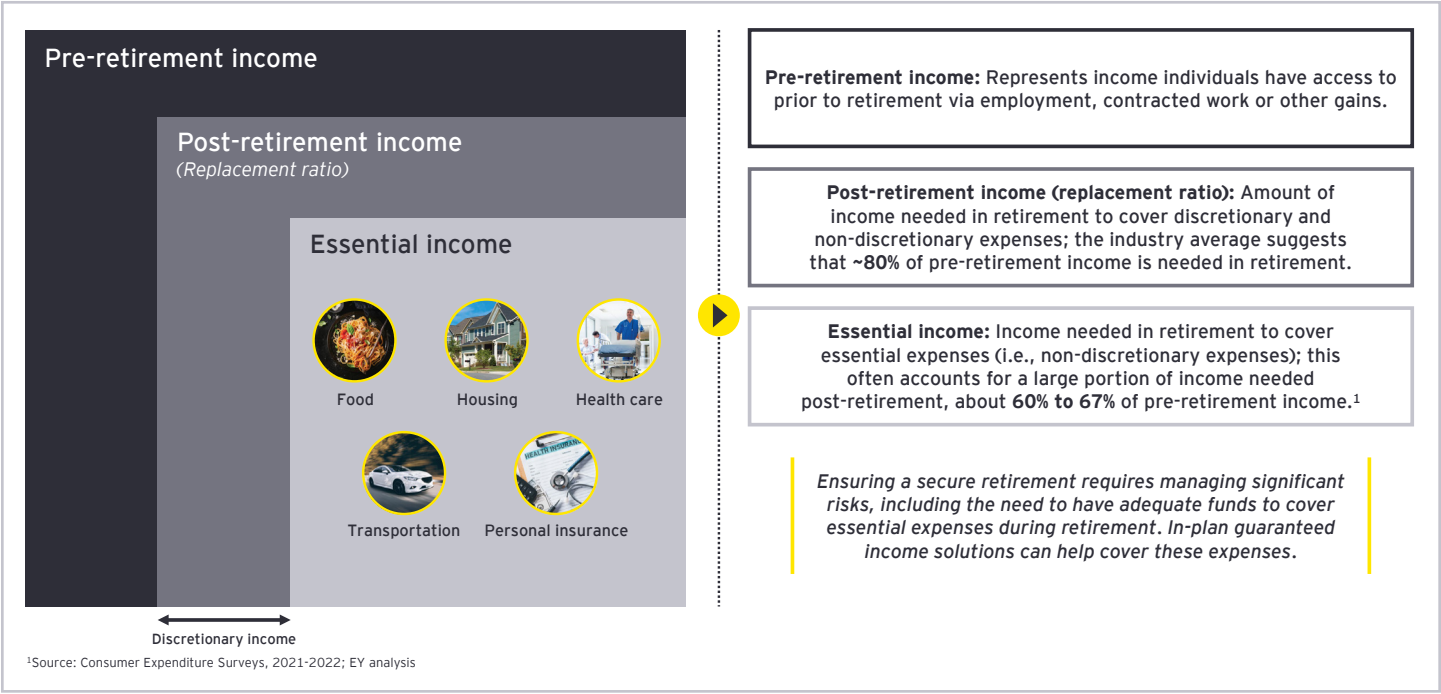 Pre-retirement income
Post-retirement income
(Replacement ratio)
Essential income
Food
Housing
Health care
HEALTH INSURANC
Transportation
Personal insurance
Discretionary income
Pre-retirement income: Represents income individuals have access to
prior to retirement via employment, contracted work or other gains.
Post-retirement income (replacement ratio): Amount of
income needed in retirement to cover discretionary and
non-discretionary expenses; the industry average suggests
that ~80% of pre-retirement income is needed in retirement.
Essential income: Income needed in retirement to cover
essential expenses (i.e., non-discretionary expenses); this
often accounts for a large portion of income needed
post-retirement, about 60% to 67% of pre-retirement income.¹
Ensuring a secure retirement requires managing significant
risks, including the need to have adequate funds to cover
essential expenses during retirement. In-plan guaranteed
income solutions can help cover these expenses.
¹Source: Consumer Expenditure Surveys, 2021-2022; EY analysis